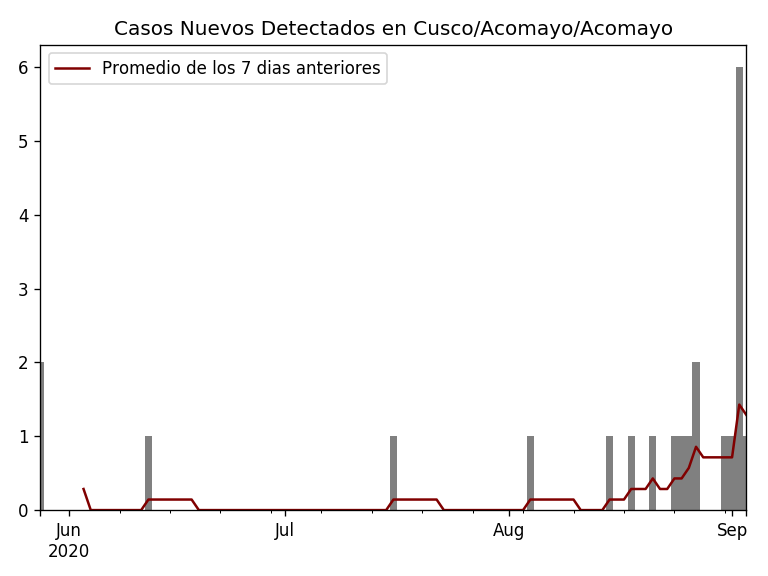 Casos Nuevos Detectados en Cusco/Acomayo/Acomayo
Promedio de los 7 dias anteriores
6
5
4
3
2
1
0
Jun Jul Aug Sep
2020